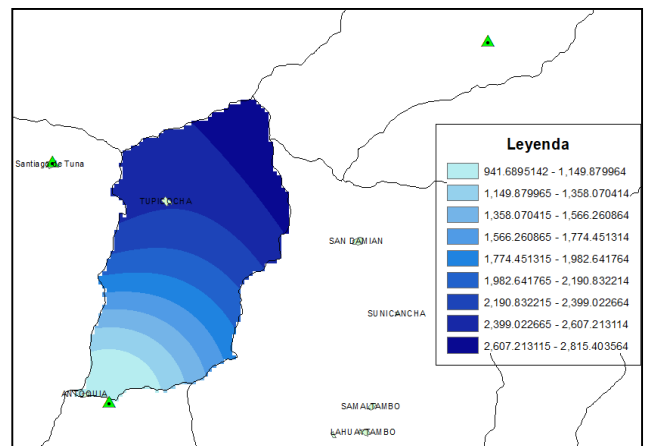 Leyenda
941.6895142 - 1,149.879964
1,149.879965 - 1,358.070414
1,358.070415 - 1,566.260864
1,566.260865 - 1,774.451314
1,774.451315 - 1,982.641764
1,982.641765 - 2,190.832214
2,190.832215 - 2,399.022664
2,399.022665 - 2,607.213114
2,607.213115 - 2,815.403564
Santiago de Tuna
TUPICOCHA
SAN DAMIAN
SUNICANCHA
ANTIOQUIA
SAMALTAMBO
LAHUAYTAMBO